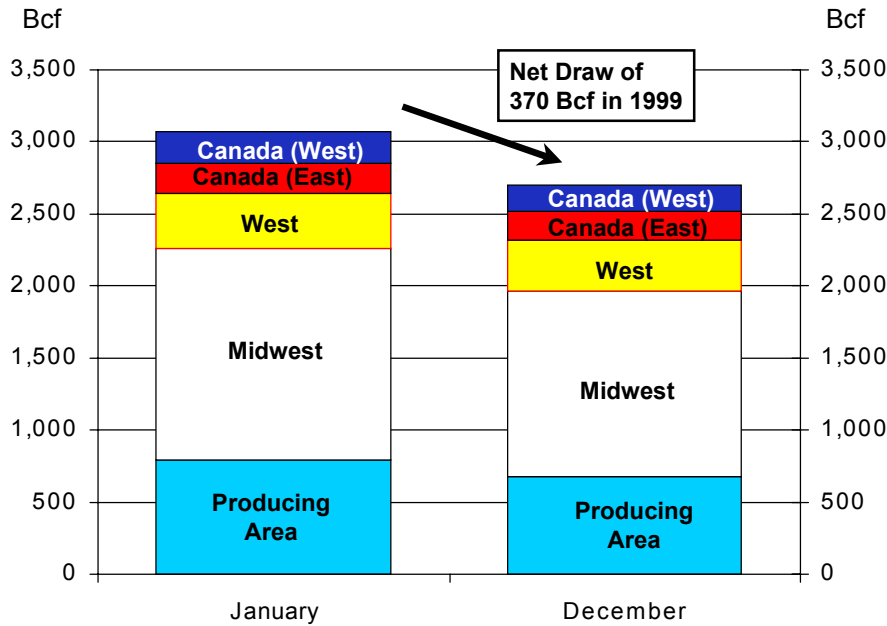 Bcf
Bcf
3,500
3,500
Net Draw of
370 Bcf in 1999
3,000
3,000
Canada (West)
Canada (East)
Canada (West)
2,500
2,500
West
Canada (East)
West
2,000
2,000
Midwest
1,500
1,500
Midwest
1,000
1,000
Producing
Area
Producing
Area
500
500
0
0
January
December